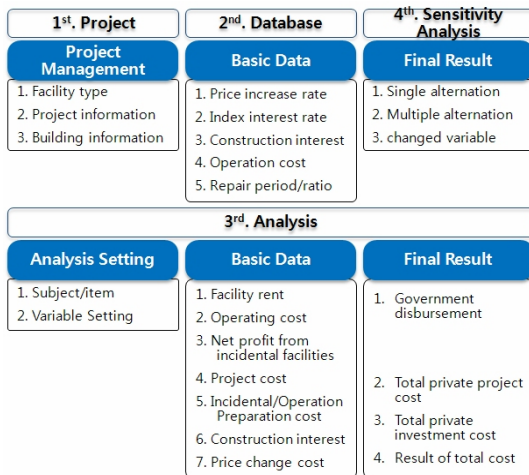 1st. Project
Project
Management
1. Facility type
2. Project information
3. Building information
2nd. Database
Basic Data
1. Price increase rate
2. Index interest rate
3. Construction interest
4. Operation cost
5. Repair period/ratio
4th. Sensitivity
Analysis
Final Result
1. Single alternation
2. Multiple alternation
3. changed variable
3rd. Analysis
Analysis Setting
1. Subject/item
2. Variable Setting
Basic Data
1. Facility rent
2. Operating cost
3. Net profit from
incidental facilities
4. Project cost
5. Incidental/Operation
Preparation cost
6. Construction interest
7. Price change cost
Final Result
1. Government
disbursement
2. Total private project
cost
3. Total private
investment cost
4. Result of total cost